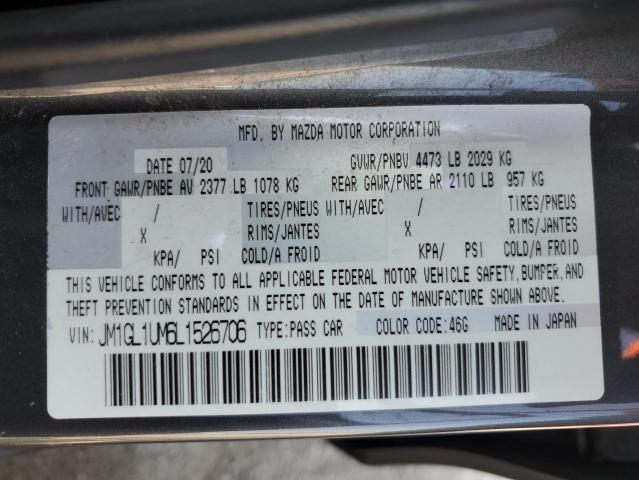 MFD. BY MAZDA MOTOR CORPORATION
DATE 07/20 GVWR/PNBV 4473 LB 2029 KG
FRONT GAWR/PNBE AV 2377 LB 1078 KG REAR GAWR/PNBE AR 2110 LB 957 KG
WITH/AVEC / TIRES/PNEUS WITH/AVEC / TIRES/PNEUS
X RIMS/JANTES X RIMS/JANTES
KPA/ PSI COLD/A FROID KPA/ PSI COLD/A FROID
THIS VEHICLE CONFORMS TO ALL APPLICABLE FEDERAL MOTOR VEHICLE SAFETY, BUMPER, AND
THEFT PREVENTION STANDARDS IN EFFECT ON THE DATE OF MANUFACTURE SHOWN ABOVE.
VIN: JM1GL1UM6L1526706 TYPE: PASS CAR COLOR CODE: 46G MADE IN JAPAN